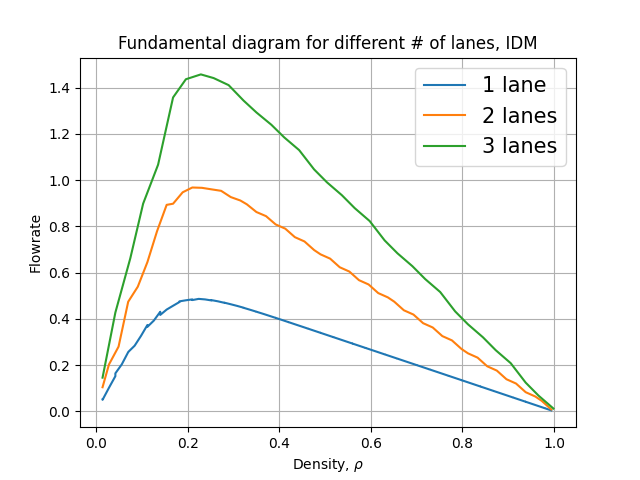 Fundamental diagram for different # of lanes, IDM
1 lane
2 lanes
3 lanes
Flowrate
1.4
1.2
1.0
0.8
0.6
0.4
0.2
0.0
0.0 0.2 0.4 0.6 0.8 1.0
Density, ρ